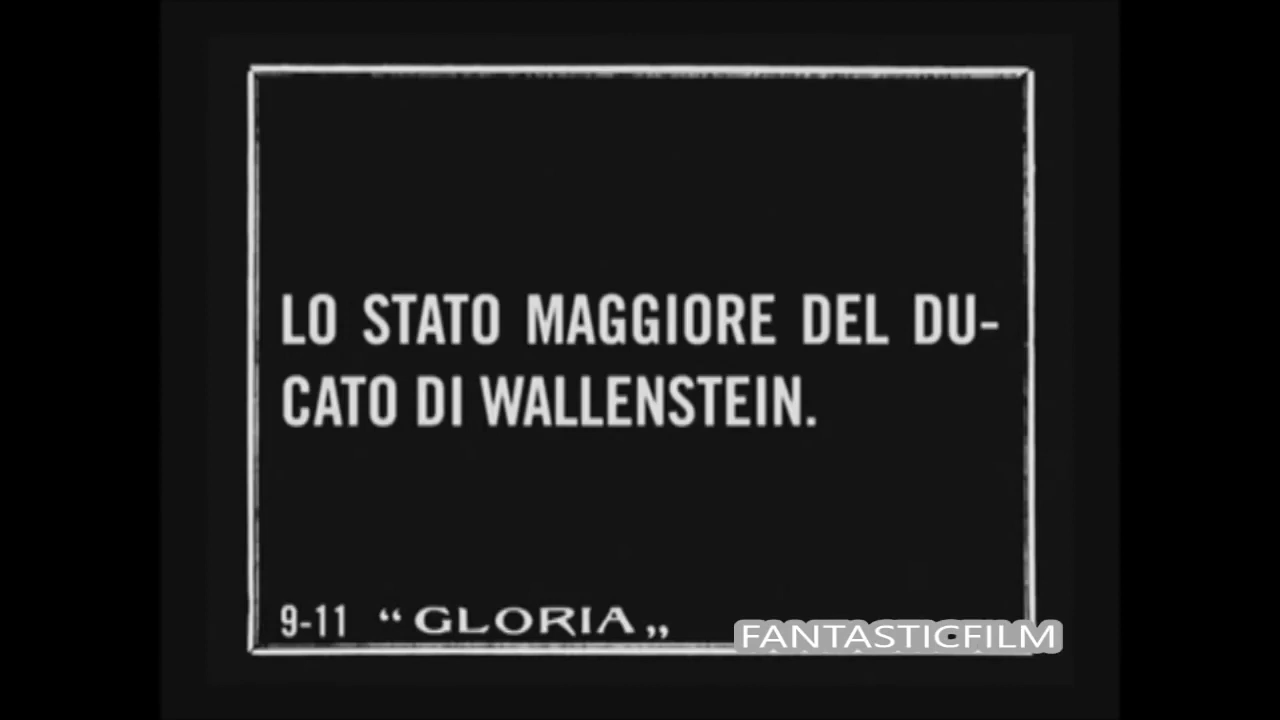 LO STATO MAGGIORE DEL DU-
CATO DI WALLENSTEIN.
9-11 “GLORIA„
FANTASTICFILM